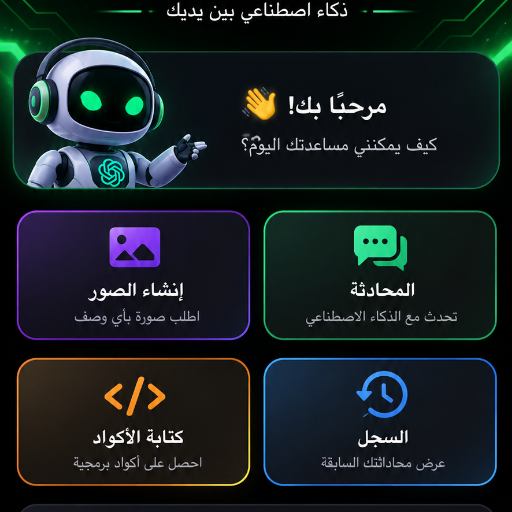 ذكاء اصطناعي بين يديك
مرحبًا بك! 👋
كيف يمكنني مساعدتك اليوم؟
المحادثة
تحدث مع الذكاء الاصطناعي
إنشاء الصور
اطلب صورة بأي وصف
السجل
عرض محادثاتك السابقة
كتابة الأكواد
احصل على أكواد برمجية